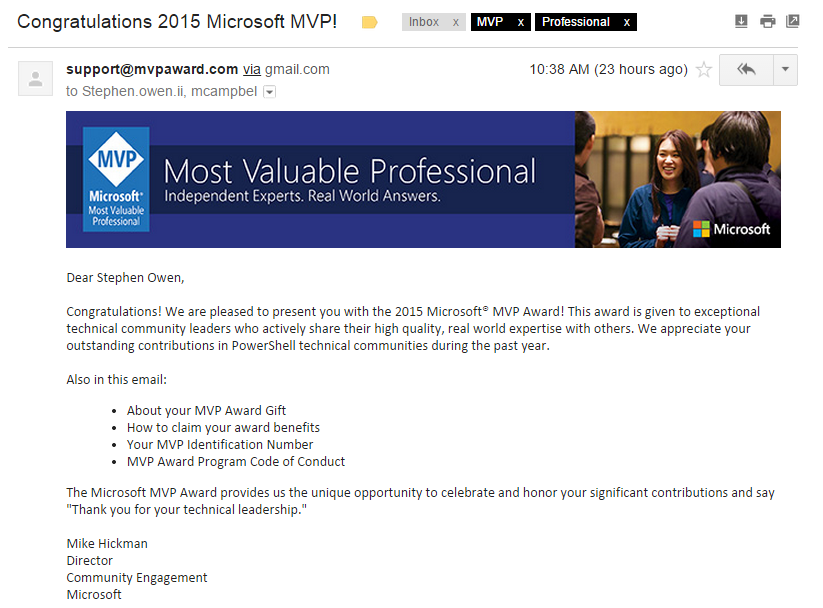 Congratulations 2015 Microsoft MVP!
Inbox x
MVP x
Professional x
support@mvpaward.com via gmail.com
10:38 AM (23 hours ago)
to Stephen.owen.ii, mcampbel
MVP
Microsoft®
Most Valuable
Professional
Most Valuable Professional
Independent Experts. Real World Answers.
Microsoft
Dear Stephen Owen,
Congratulations! We are pleased to present you with the 2015 Microsoft® MVP Award! This award is given to exceptional
technical community leaders who actively share their high quality, real world expertise with others. We appreciate your
outstanding contributions in PowerShell technical communities during the past year.
Also in this email:
• About your MVP Award Gift
• How to claim your award benefits
• Your MVP Identification Number
• MVP Award Program Code of Conduct
The Microsoft MVP Award provides us the unique opportunity to celebrate and honor your significant contributions and say
"Thank you for your technical leadership."
Mike Hickman
Director
Community Engagement
Microsoft